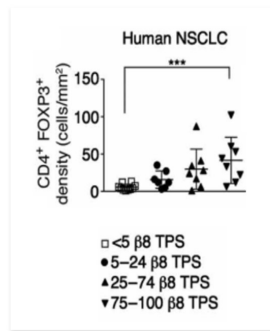 Human NSCLC
***
CD4+ FOXP3+
density (cells/mm²)
150
100
50
0
□ <5 β8 TPS
● 5–24 β8 TPS
▲ 25–74 β8 TPS
▼ 75–100 β8 TPS